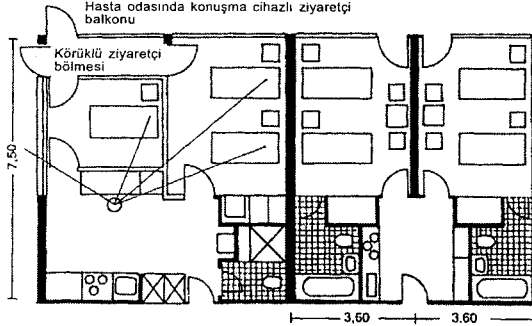 Hasta odasında konuşma cihazlı ziyaretçi
balkonu
Körüklü ziyaretçi
bölmesi
7,50
3,60
3.60